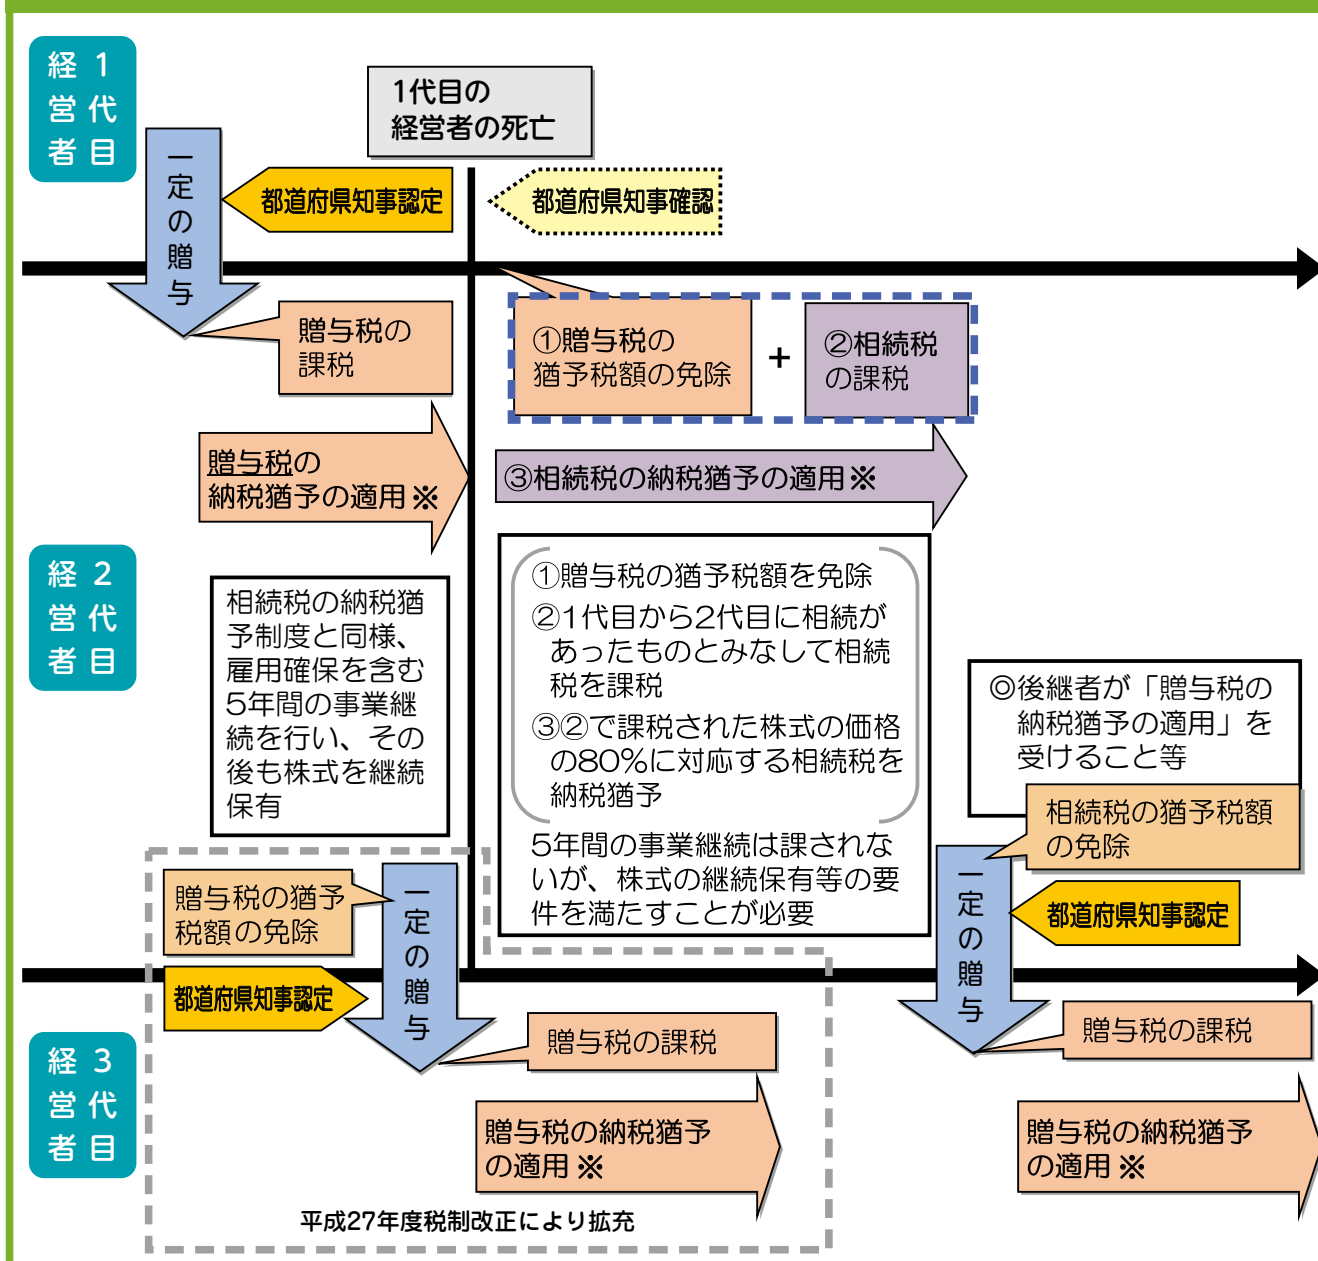 1代目
経営者
1代目の
経営者の死亡
一定の贈与
都道府県知事認定
都道府県知事確認
贈与税の
課税
①贈与税の
猶予税額の免除
+
②相続税
の課税
贈与税の
納税猶予の適用※
③相続税の納税猶予の適用※
2代目
経営者
相続税の納税猶
予制度と同様、
雇用確保を含む
5年間の事業継
続を行い、その
後も株式を継続
保有
①贈与税の猶予税額を免除
②1代目から2代目に相続が
あったものとみなして相続
税を課税
③②で課税された株式の価格
の80%に対応する相続税を
納税猶予
5年間の事業継続は課されな
いが、株式の継続保有等の要
件を満たすことが必要
◎後継者が「贈与税の
納税猶予の適用」を
受けること等
相続税の猶予税額
の免除
一定の贈与
都道府県知事認定
贈与税の猶予
税額の免除
一定の贈与
都道府県知事認定
3代目
経営者
贈与税の課税
贈与税の納税猶予
の適用※
贈与税の課税
贈与税の納税猶予
の適用※
平成27年度税制改正により拡充